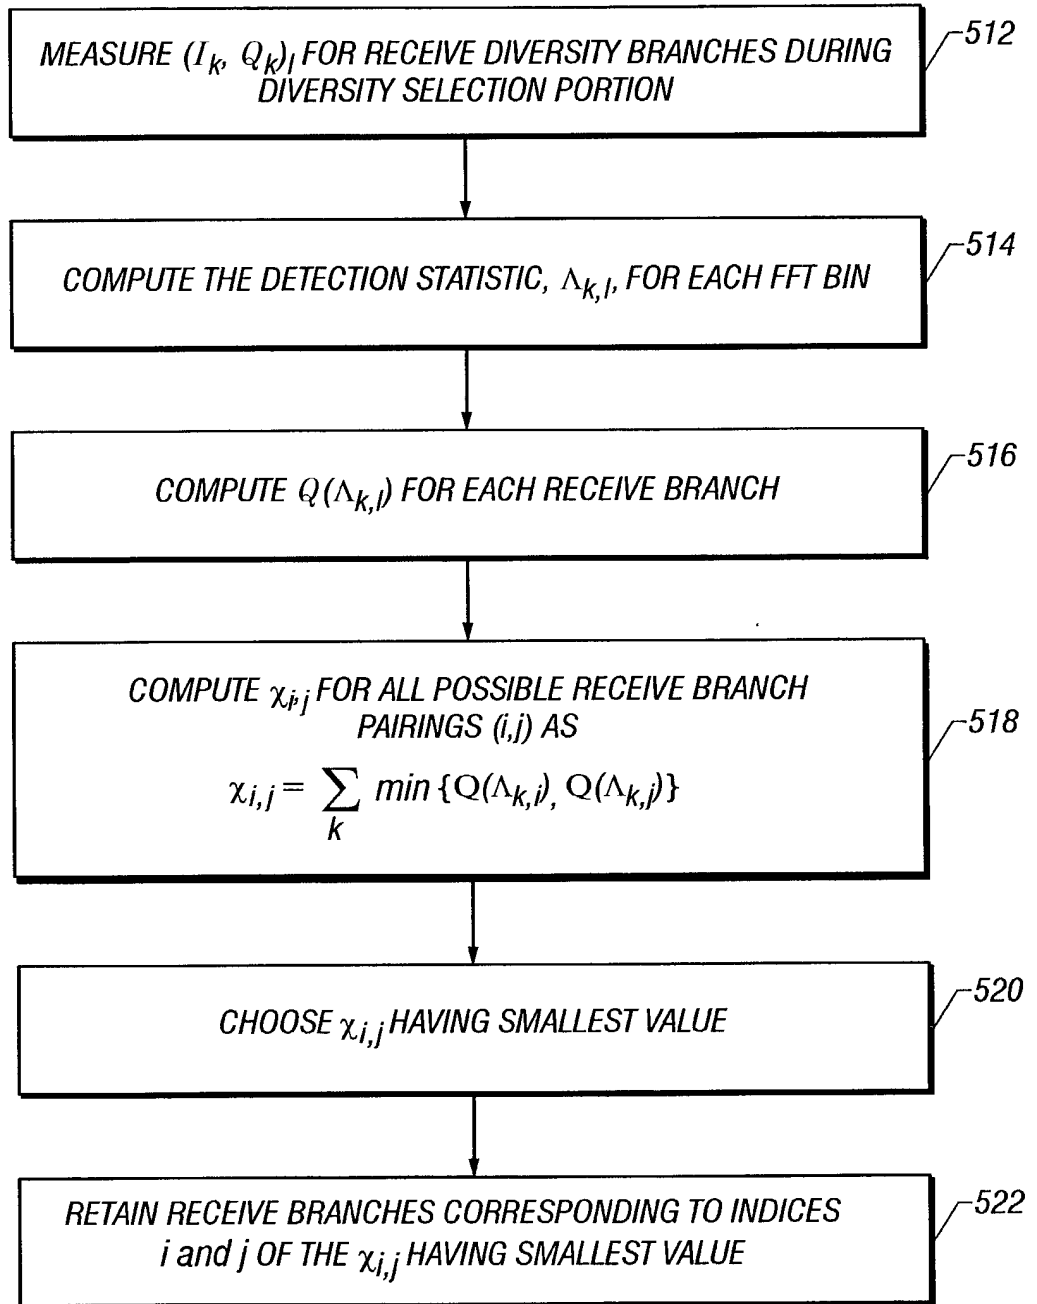 MEASURE (I_k, Q_k)_l FOR RECEIVE DIVERSITY BRANCHES DURING
DIVERSITY SELECTION PORTION
512
COMPUTE THE DETECTION STATISTIC, Λ_k,l, FOR EACH FFT BIN
514
COMPUTE Q(Λ_k,l) FOR EACH RECEIVE BRANCH
516
COMPUTE χ_i,j FOR ALL POSSIBLE RECEIVE BRANCH
PAIRINGS (i,j) AS
χ_i,j = ∑ min {Q(Λ_k,i), Q(Λ_k,j)}
k
518
CHOOSE χ_i,j HAVING SMALLEST VALUE
520
RETAIN RECEIVE BRANCHES CORRESPONDING TO INDICES
i and j OF THE χ_i,j HAVING SMALLEST VALUE
522